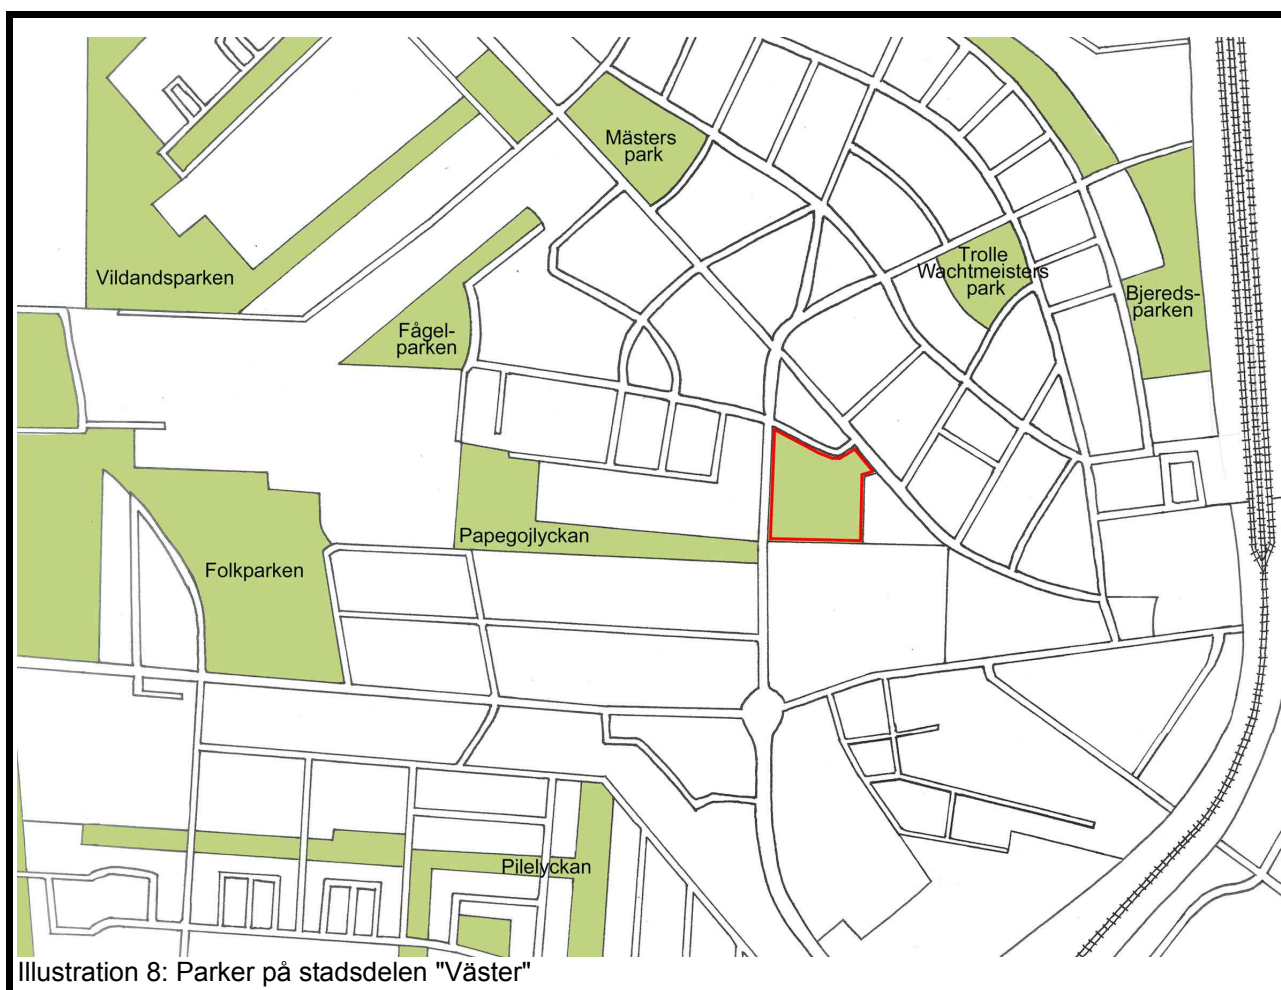 Mästers
park
Trolle
Wachtmeisters
park
Vildandsparken
Bjereds-
parken
Fågel-
parken
Papegojlyckan
Folkparken
Pilelyckan
Illustration 8: Parker på stadsdelen "Väster"